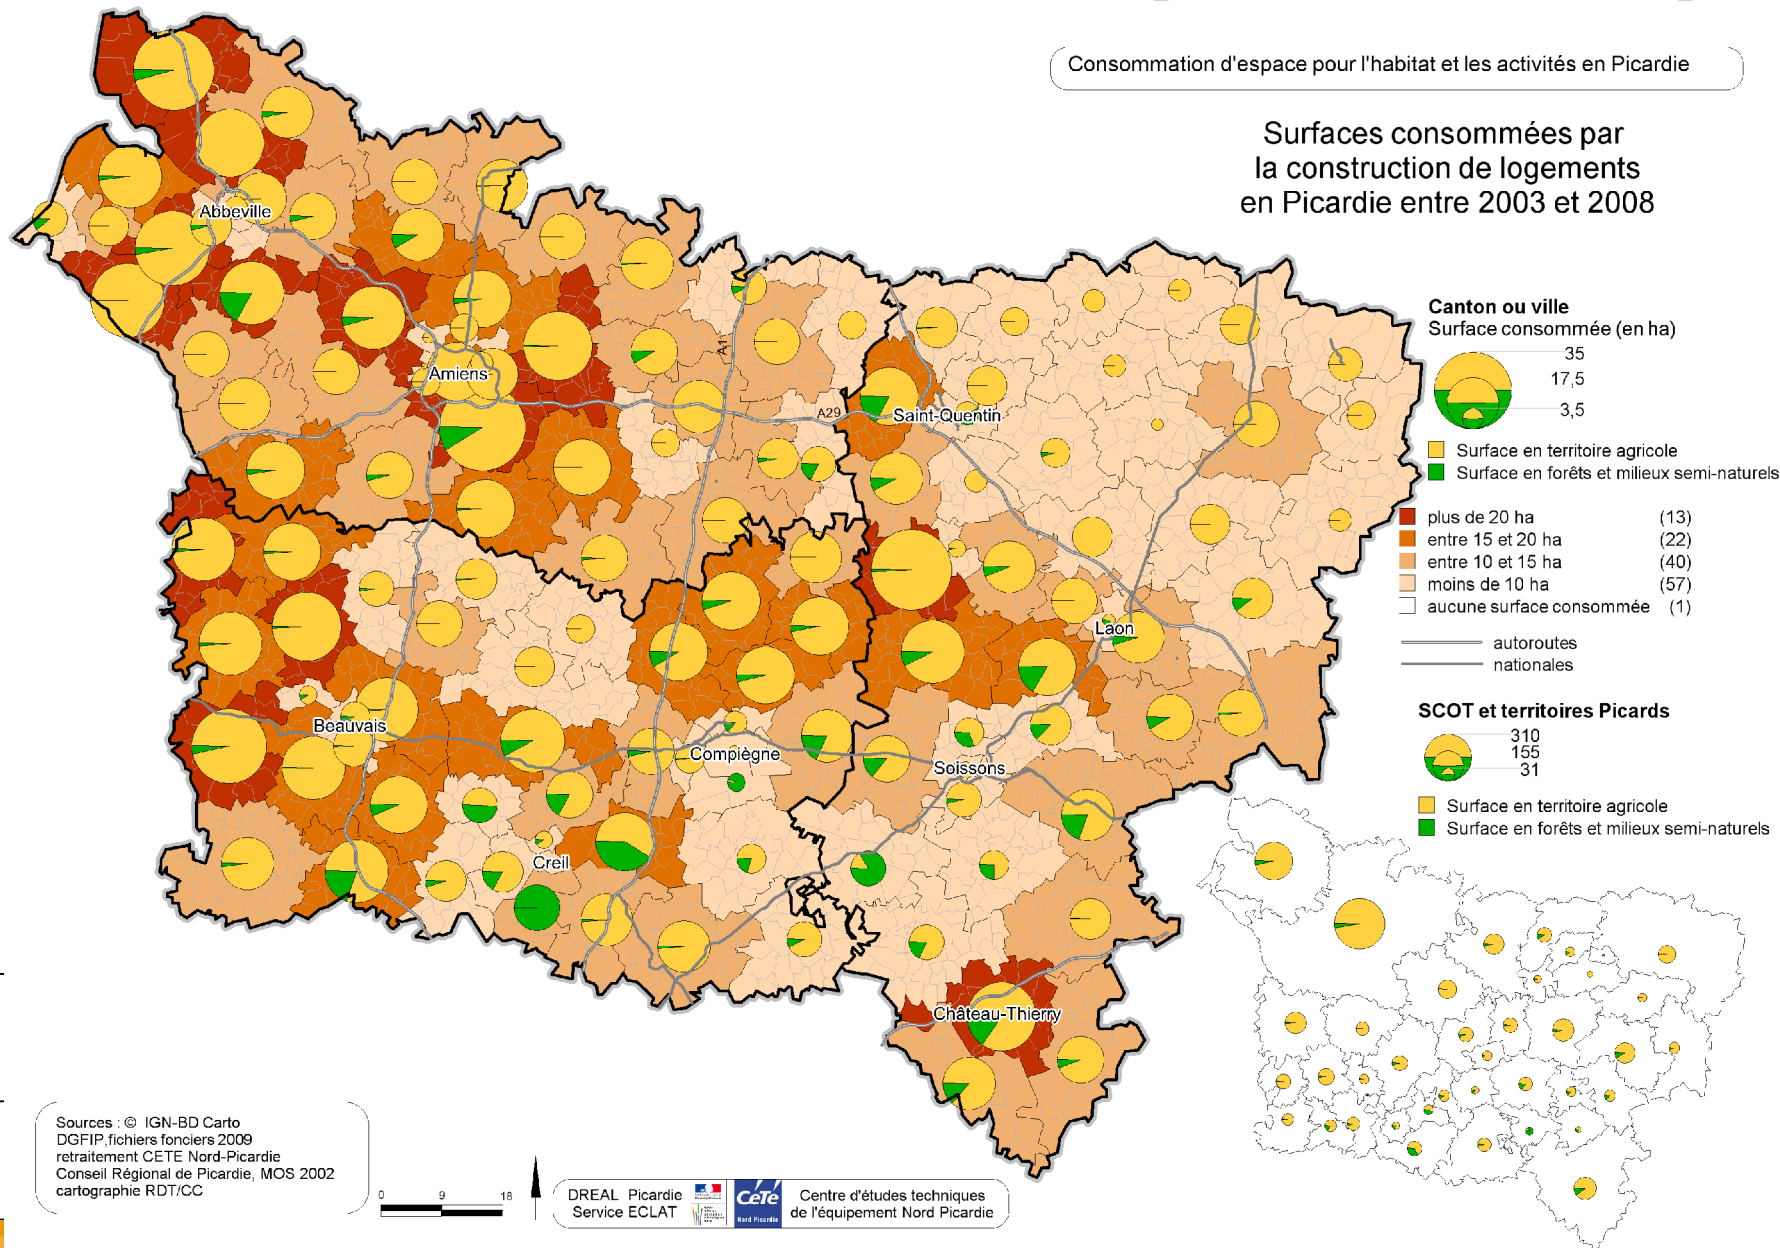 Consommation d'espace pour l'habitat et les activités en Picardie
Surfaces consommées par
la construction de logements
en Picardie entre 2003 et 2008
Abbeville
Amiens
A1
A29
Saint-Quentin
Laon
Beauvais
Compiègne
Soissons
Creil
Château-Thierry
Canton ou ville
Surface consommée (en ha)
35
17,5
3,5
Surface en territoire agricole
Surface en forêts et milieux semi-naturels
plus de 20 ha (13)
entre 15 et 20 ha (22)
entre 10 et 15 ha (40)
moins de 10 ha (57)
aucune surface consommée (1)
autoroutes
nationales
SCOT et territoires Picards
310
155
31
Surface en territoire agricole
Surface en forêts et milieux semi-naturels
Sources : © IGN-BD Carto
DGFIP,fichiers fonciers 2009
retraitement CETE Nord-Picardie
Conseil Régional de Picardie, MOS 2002
cartographie RDT/CC
0 9 18
DREAL Picardie
Service ECLAT
CéTé
Nord Picardie
Centre d'études techniques
de l'équipement Nord Picardie